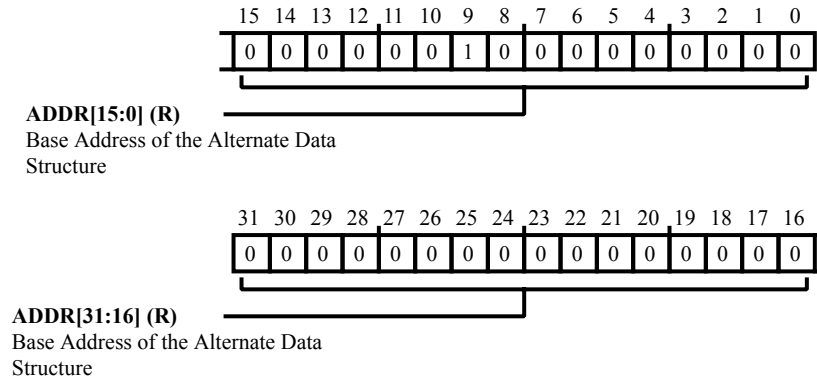 15 14 13 12 11 10 9 8 7 6 5 4 3 2 1 0
0 0 0 0 0 0 1 0 0 0 0 0 0 0 0 0
ADDR[15:0] (R)
Base Address of the Alternate Data
Structure
31 30 29 28 27 26 25 24 23 22 21 20 19 18 17 16
0 0 0 0 0 0 0 0 0 0 0 0 0 0 0 0
ADDR[31:16] (R)
Base Address of the Alternate Data
Structure